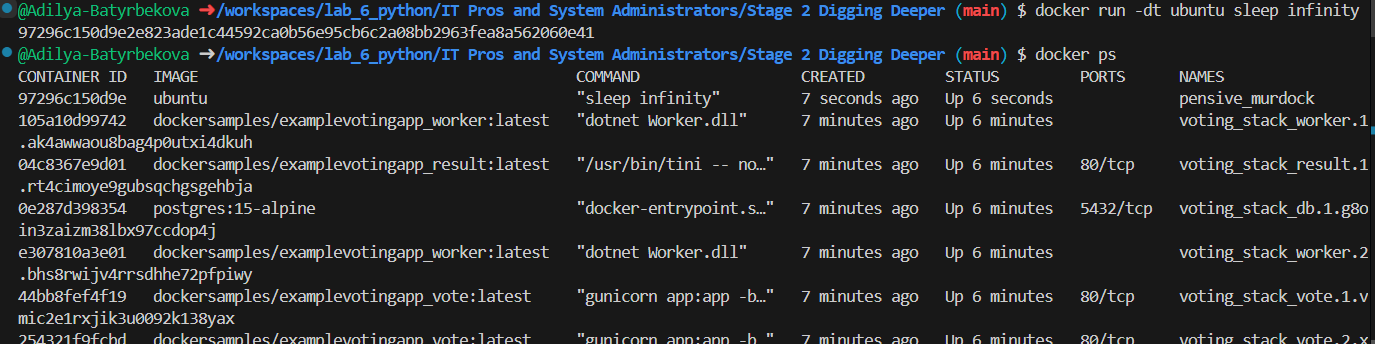 @Adilya-Batyrbekova ➜/workspaces/lab_6_python/IT Pros and System Administrators/Stage 2 Digging Deeper (main) $ docker run -dt ubuntu sleep infinity
97296c150d9e2e823ade1c44592ca0b56e95cb6c2a08bb2963fea8a562060e41
@Adilya-Batyrbekova ➜/workspaces/lab_6_python/IT Pros and System Administrators/Stage 2 Digging Deeper (main) $ docker ps
CONTAINER ID   IMAGE                                          COMMAND                  CREATED         STATUS         PORTS      NAMES
97296c150d9e   ubuntu                                         "sleep infinity"         7 seconds ago   Up 6 seconds              pensive_murdock
105a10d99742   dockersamples/examplevotingapp_worker:latest   "dotnet Worker.dll"      7 minutes ago   Up 6 minutes              voting_stack_worker.1
.ak4awwaou8bag4p0utxi4dkuh
04c8367e9d01   dockersamples/examplevotingapp_result:latest   "/usr/bin/tini -- no…"   7 minutes ago   Up 6 minutes   80/tcp     voting_stack_result.1
.rt4cimoye9gubsqchgsgehbja
0e287d398354   postgres:15-alpine                             "docker-entrypoint.s…"   7 minutes ago   Up 6 minutes   5432/tcp   voting_stack_db.1.g8o
in3zaizm38lbx97ccdop4j
e307810a3e01   dockersamples/examplevotingapp_worker:latest   "dotnet Worker.dll"      7 minutes ago   Up 6 minutes              voting_stack_worker.2
.bhs8rwijv4rrsdhhe72pfpiwy
44bb8fef4f19   dockersamples/examplevotingapp_vote:latest     "gunicorn app:app -b…"   7 minutes ago   Up 6 minutes   80/tcp     voting_stack_vote.1.v
mic2e1rxjik3u0092k138yax
254321f9fcbd   dockersamples/examplevotingapp_vote:latest     "gunicorn app:app -b…"   7 minutes ago   Up 6 minutes   80/tcp     voting_stack_vote.2.x